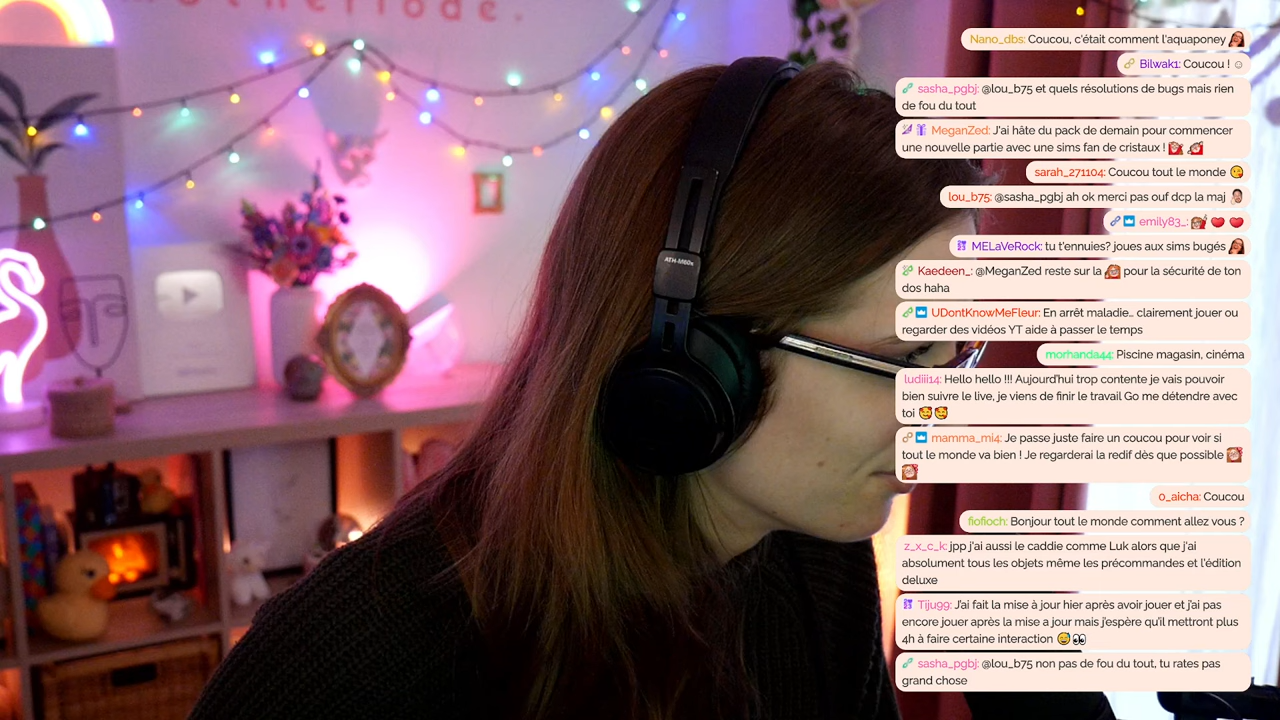 motherlode.
ATH-M60x
Nano_dbs: Coucou, c'était comment l'aquaponey
Bilwak1: Coucou ! ☺
sasha_pgbj: @lou_b75 et quels résolutions de bugs mais rien
de fou du tout
MeganZed: J'ai hâte du pack de demain pour commencer
une nouvelle partie avec une sims fan de cristaux !
sarah_271104: Coucou tout le monde 😘
lou_b75: @sasha_pgbj ah ok merci pas ouf dcp la maj
emily83_:
MELaVeRock: tu t'ennuies? joues aux sims bugés
Kaedeen_: @MeganZed reste sur la pour la sécurité de ton
dos haha
UDontKnowMeFleur: En arrêt maladie… clairement jouer ou
regarder des vidéos YT aide à passer le temps
morhanda44: Piscine magasin, cinéma
ludiii14: Hello hello !!! Aujourd'hui trop contente je vais pouvoir
bien suivre le live, je viens de finir le travail Go me détendre avec
toi 🥰🥰
mamma_mi4: Je passe juste faire un coucou pour voir si
tout le monde va bien ! Je regarderai la redif dès que possible
0_aicha: Coucou
fiofioch: Bonjour tout le monde comment allez vous ?
z_x_c_k: jpp j'ai aussi le caddie comme Luk alors que j'ai
absolument tous les objets même les précommandes et l'édition
deluxe
Tiju99: J'ai fait la mise à jour hier après avoir jouer et j'ai pas
encore jouer après la mise a jour mais j'espère qu'il mettront plus
4h à faire certaine interaction 😅👀
sasha_pgbj: @lou_b75 non pas de fou du tout, tu rates pas
grand chose